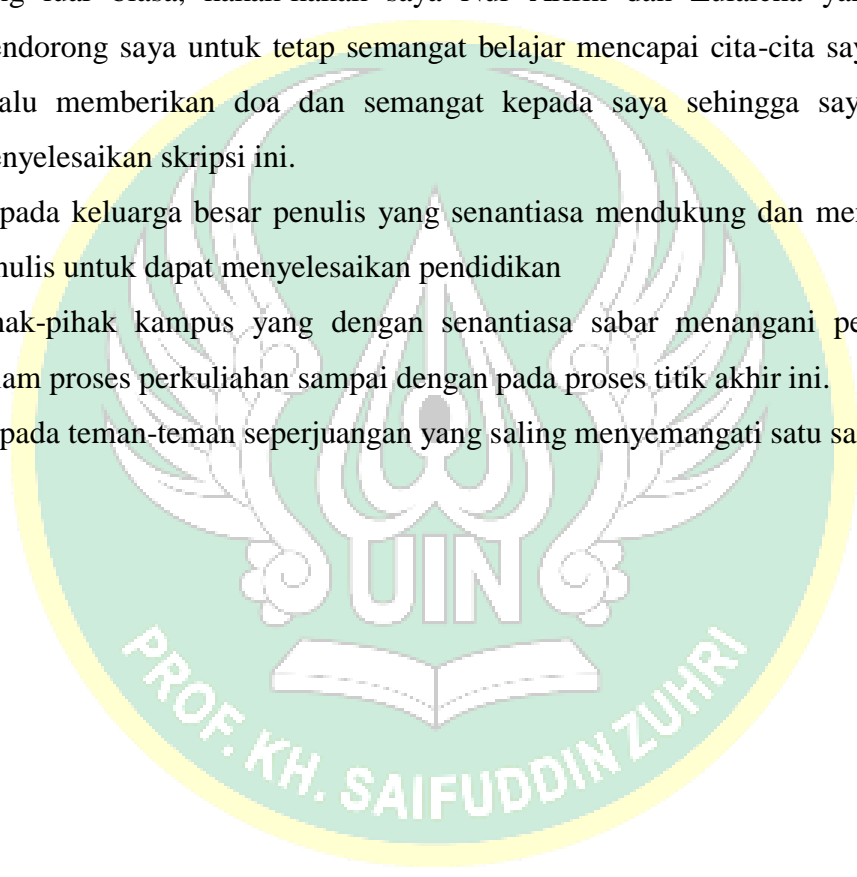 endorong saya untuk tetap semangat belajar mencapai cita-cita say
alu memberikan doa dan semangat kepada saya sehingga say
enyelesaikan skripsi ini.
pada keluarga besar penulis yang senantiasa mendukung dan me
nulis untuk dapat menyelesaikan pendidikan
nak-pihak kampus yang dengan senantiasa sabar menangani pe
lam proses perkuliahan sampai dengan pada proses titik akhir ini.
pada teman-teman seperjuangan yang saling menyemangati satu sa
UIN
PROF. KH. SAIFUDDIN ZUHRI